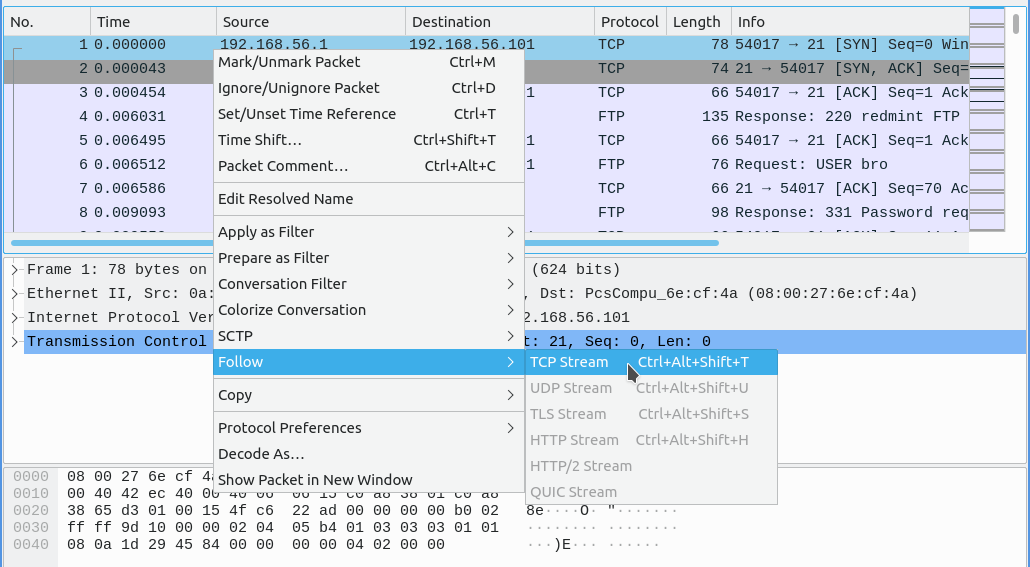 No. Time Source Destination Protocol Length Info
1 0.000000 192.168.56.1 192.168.56.101 TCP 78 54017 → 21 [SYN] Seq=0 Win
2 0.000043 TCP 74 21 → 54017 [SYN, ACK] Seq=
3 0.000454 1 TCP 66 54017 → 21 [ACK] Seq=1 Ack
4 0.006031 FTP 135 Response: 220 redmint FTP
5 0.006495 1 TCP 66 54017 → 21 [ACK] Seq=1 Ack
6 0.006512 1 FTP 76 Request: USER bro
7 0.006586 TCP 66 21 → 54017 [ACK] Seq=70 Ac
8 0.009093 FTP 98 Response: 331 Password req
Mark/Unmark Packet Ctrl+M
Ignore/Unignore Packet Ctrl+D
Set/Unset Time Reference Ctrl+T
Time Shift… Ctrl+Shift+T
Packet Comment… Ctrl+Alt+C
Edit Resolved Name
Apply as Filter
Prepare as Filter
Conversation Filter
Colorize Conversation
SCTP
Follow
Copy
Protocol Preferences
Decode As…
Show Packet in New Window
TCP Stream Ctrl+Alt+Shift+T
UDP Stream Ctrl+Alt+Shift+U
TLS Stream Ctrl+Alt+Shift+S
HTTP Stream Ctrl+Alt+Shift+H
HTTP/2 Stream
QUIC Stream
Frame 1: 78 bytes on (624 bits)
Ethernet II, Src: 0a: , Dst: PcsCompu_6e:cf:4a (08:00:27:6e:cf:4a)
Internet Protocol Ver 2.168.56.101
Transmission Control t: 21, Seq: 0, Len: 0
0000 08 00 27 6e cf 4a
0010 00 40 42 ec 40 00 40 06 06 15 c0 a8 38 01 c0 a8
0020 38 65 d3 01 00 15 4f c6 22 ad 00 00 00 00 b0 02 8e····O· "·······
0030 ff ff 9d 10 00 00 02 04 05 b4 01 03 03 03 01 01 ········ ········
0040 08 0a 1d 29 45 84 00 00 00 00 04 02 00 00 ···)E··· ······